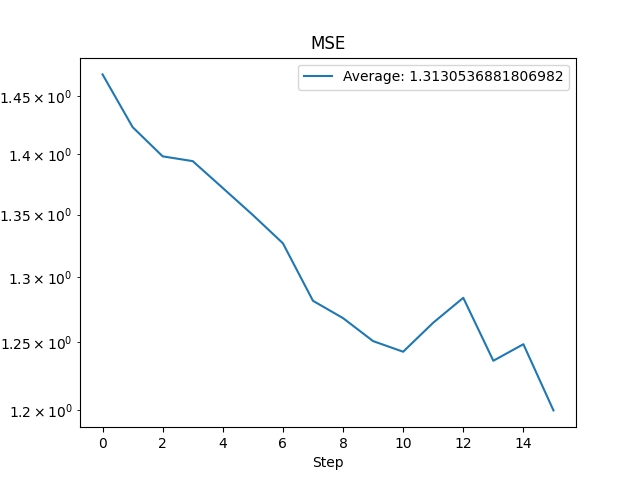 MSE
Average: 1.3130536881806982
1.45 × 10⁰
1.4 × 10⁰
1.35 × 10⁰
1.3 × 10⁰
1.25 × 10⁰
1.2 × 10⁰
0 2 4 6 8 10 12 14
Step